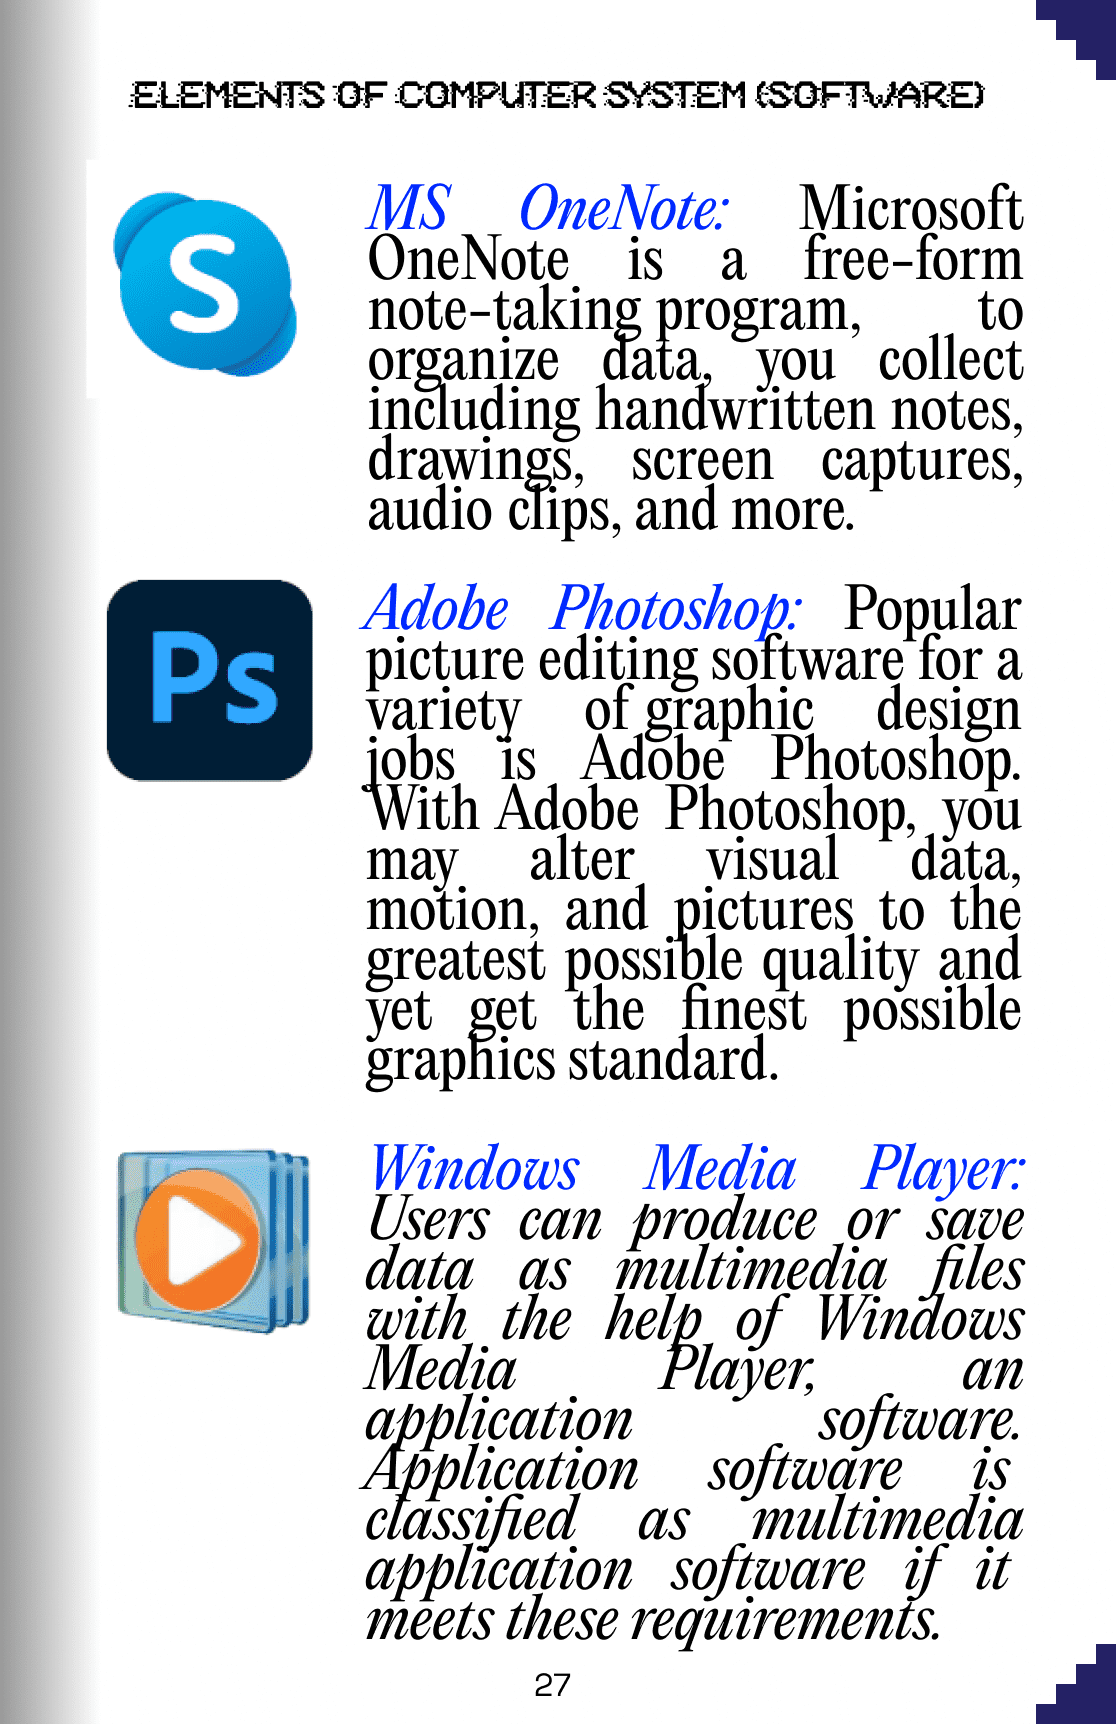 ELEMENTS OF COMPUTER SYSTEM (SOFTWARE)
S
MS OneNote: Microsoft
OneNote is a free-form
note-taking program, to
organize data, you collect
including handwritten notes,
drawings, screen captures,
audio clips, and more.
Ps
Adobe Photoshop: Popular
picture editing software for a
variety of graphic design
jobs is Adobe Photoshop.
With Adobe Photoshop, you
may alter visual data,
motion, and pictures to the
greatest possible quality and
yet get the finest possible
graphics standard.
Windows Media Player:
Users can produce or save
data as multimedia files
with the help of Windows
Media Player, an
application software.
Application software is
classified as multimedia
application software if it
meets these requirements.
27